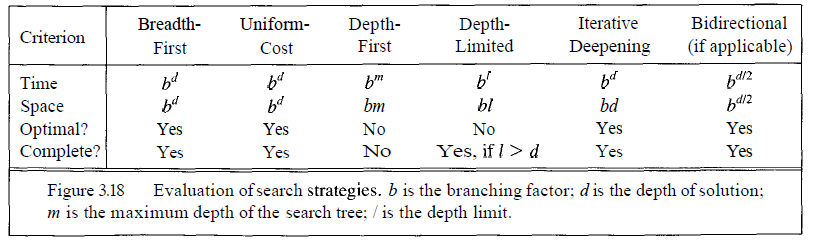 Criterion Breadth-First Uniform-Cost Depth-First Depth-Limited Iterative Deepening Bidirectional (if applicable)
Time b^d b^d b^m b^l b^d b^d/2
Space b^d b^d bm bl bd b^d/2
Optimal? Yes Yes No No Yes Yes
Complete? Yes Yes No Yes, if l > d Yes Yes
Figure 3.18 Evaluation of search strategies. b is the branching factor; d is the depth of solution;
m is the maximum depth of the search tree; / is the depth limit.